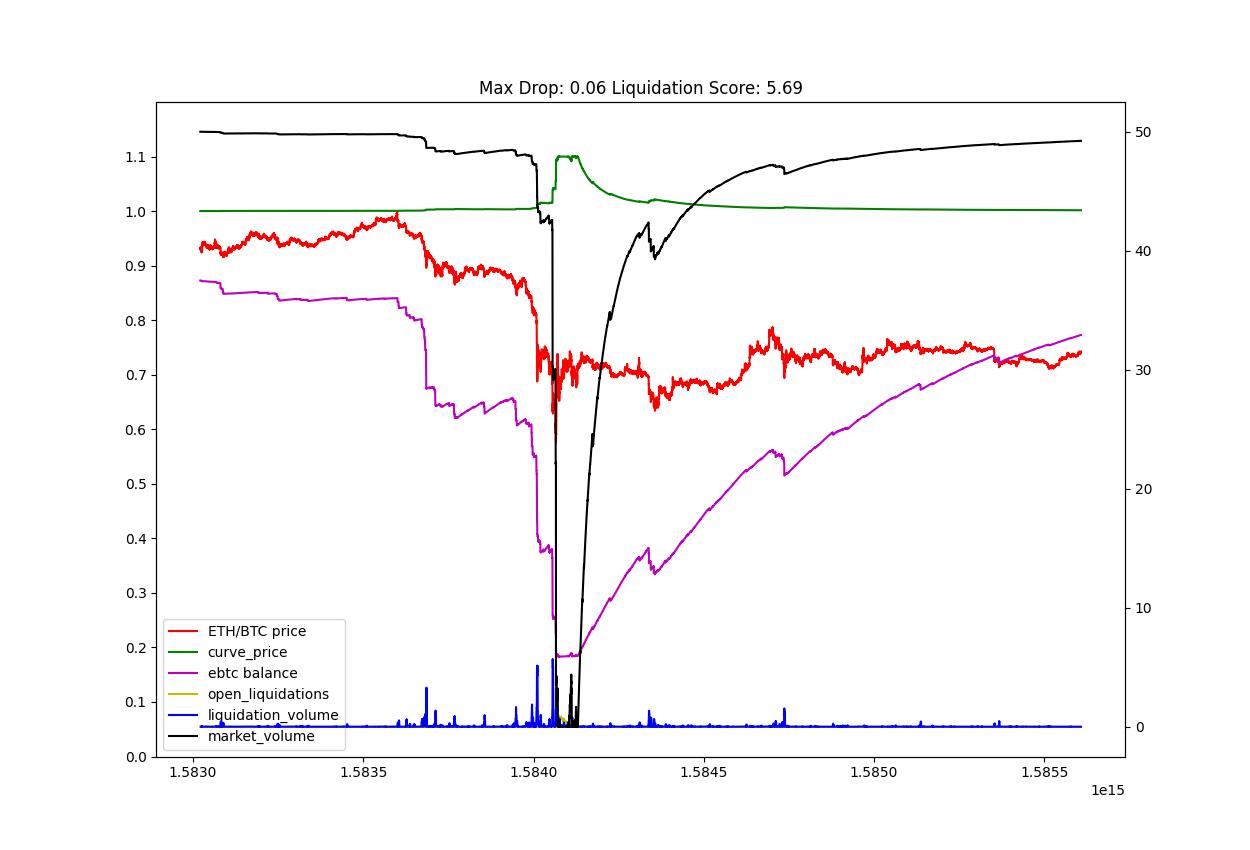 Max Drop: 0.06 Liquidation Score: 5.69
1.1
1.0
0.9
0.8
0.7
0.6
0.5
0.4
0.3
0.2
0.1
0.0
50
40
30
20
10
0
ETH/BTC price
curve_price
ebtc balance
open_liquidations
liquidation_volume
market_volume
1.5830 1.5835 1.5840 1.5845 1.5850 1.5855
1e15